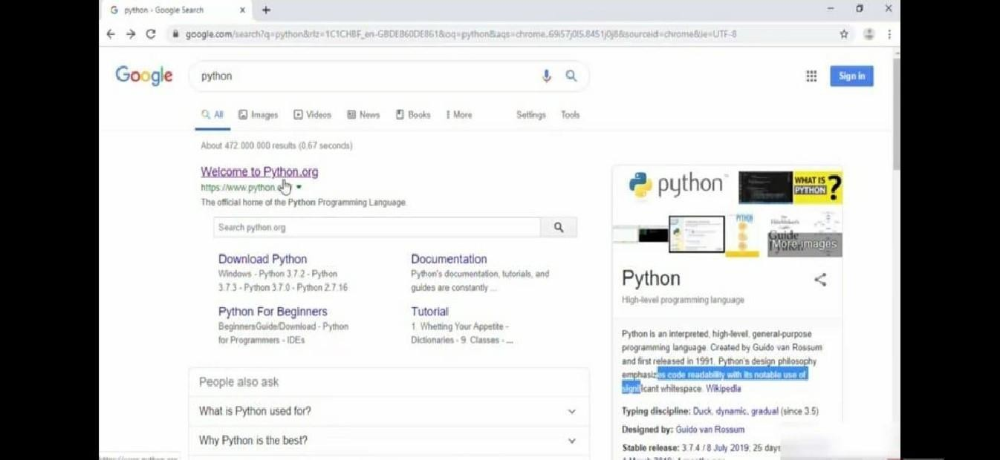 python - Google Search
google.com/search?q=python&rlz=1C1CHBF_en-GBDE860DE861&oq=python&aqs=chrome..69i57j0l5.8451j0j8&sourceid=chrome&ie=UTF-8
Google
python
Sign in
All Images Videos News Books More Settings Tools
About 472.000.000 results (0,67 seconds)
Welcome to Python.org
https://www.python.
The official home of the Python Programming Language.
Search python.org
Download Python
Windows - Python 3.7.2 - Python
3.7.3 - Python 3.7.0 - Python 2.7.16
Documentation
Python's documentation, tutorials, and
guides are constantly ...
Python For Beginners
BeginnersGuide/Download - Python
for Programmers - IDEs
Tutorial
1. Whetting Your Appetite -
Dictionaries - 9. Classes - ...
People also ask
What is Python used for?
Why Python is the best?
python
WHAT IS
PYTHON ?
PYTHON
Guide
More images
Python
High-level programming language
Python is an interpreted, high-level, general-purpose
programming language. Created by Guido van Rossum
and first released in 1991, Python's design philosophy
emphasizes code readability with its notable use of
significant whitespace. Wikipedia
Typing discipline: Duck, dynamic, gradual (since 3.5)
Designed by: Guido van Rossum
Stable release: 3.7.4 / 8 July 2019; 25 days